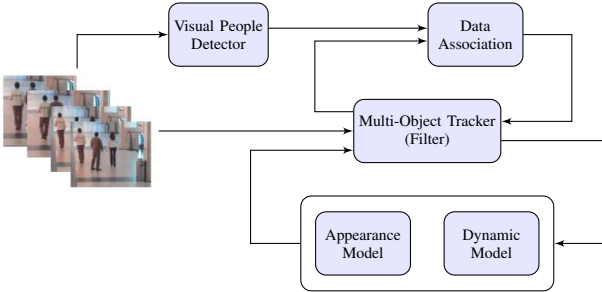 Visual People
Detector
Data
Association
Multi-Object Tracker
(Filter)
Appearance
Model
Dynamic
Model